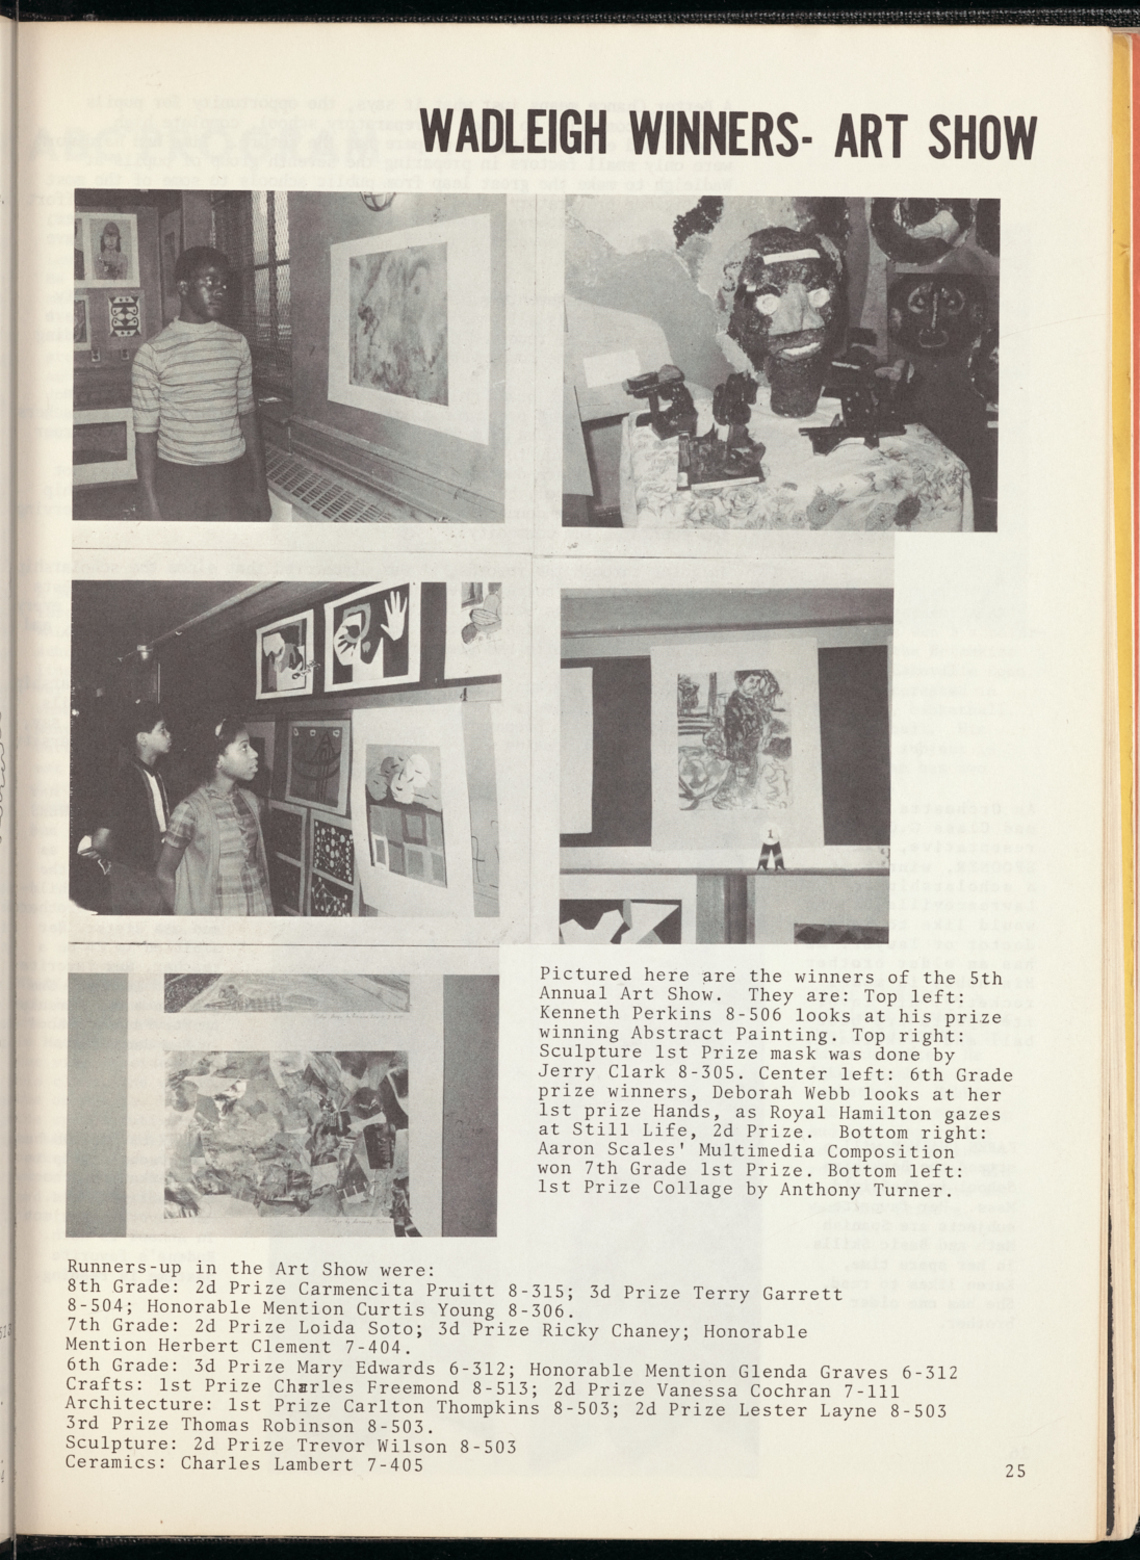 WADLEIGH WINNERS- ART SHOW
1
Pictured here are the winners of the 5th
Annual Art Show. They are: Top left:
Kenneth Perkins 8-506 looks at his prize
winning Abstract Painting. Top right:
Sculpture 1st Prize mask was done by
Jerry Clark 8-305. Center left: 6th Grade
prize winners, Deborah Webb looks at her
1st prize Hands, as Royal Hamilton gazes
at Still Life, 2d Prize. Bottom right:
Aaron Scales' Multimedia Composition
won 7th Grade 1st Prize. Bottom left:
1st Prize Collage by Anthony Turner.
Runners-up in the Art Show were:
8th Grade: 2d Prize Carmencita Pruitt 8-315; 3d Prize Terry Garrett
8-504; Honorable Mention Curtis Young 8-306.
7th Grade: 2d Prize Loida Soto; 3d Prize Ricky Chaney; Honorable
Mention Herbert Clement 7-404.
6th Grade: 3d Prize Mary Edwards 6-312; Honorable Mention Glenda Graves 6-312
Crafts: 1st Prize Charles Freemond 8-513; 2d Prize Vanessa Cochran 7-111
Architecture: 1st Prize Carlton Thompkins 8-503; 2d Prize Lester Layne 8-503
3rd Prize Thomas Robinson 8-503.
Sculpture: 2d Prize Trevor Wilson 8-503
Ceramics: Charles Lambert 7-405
25